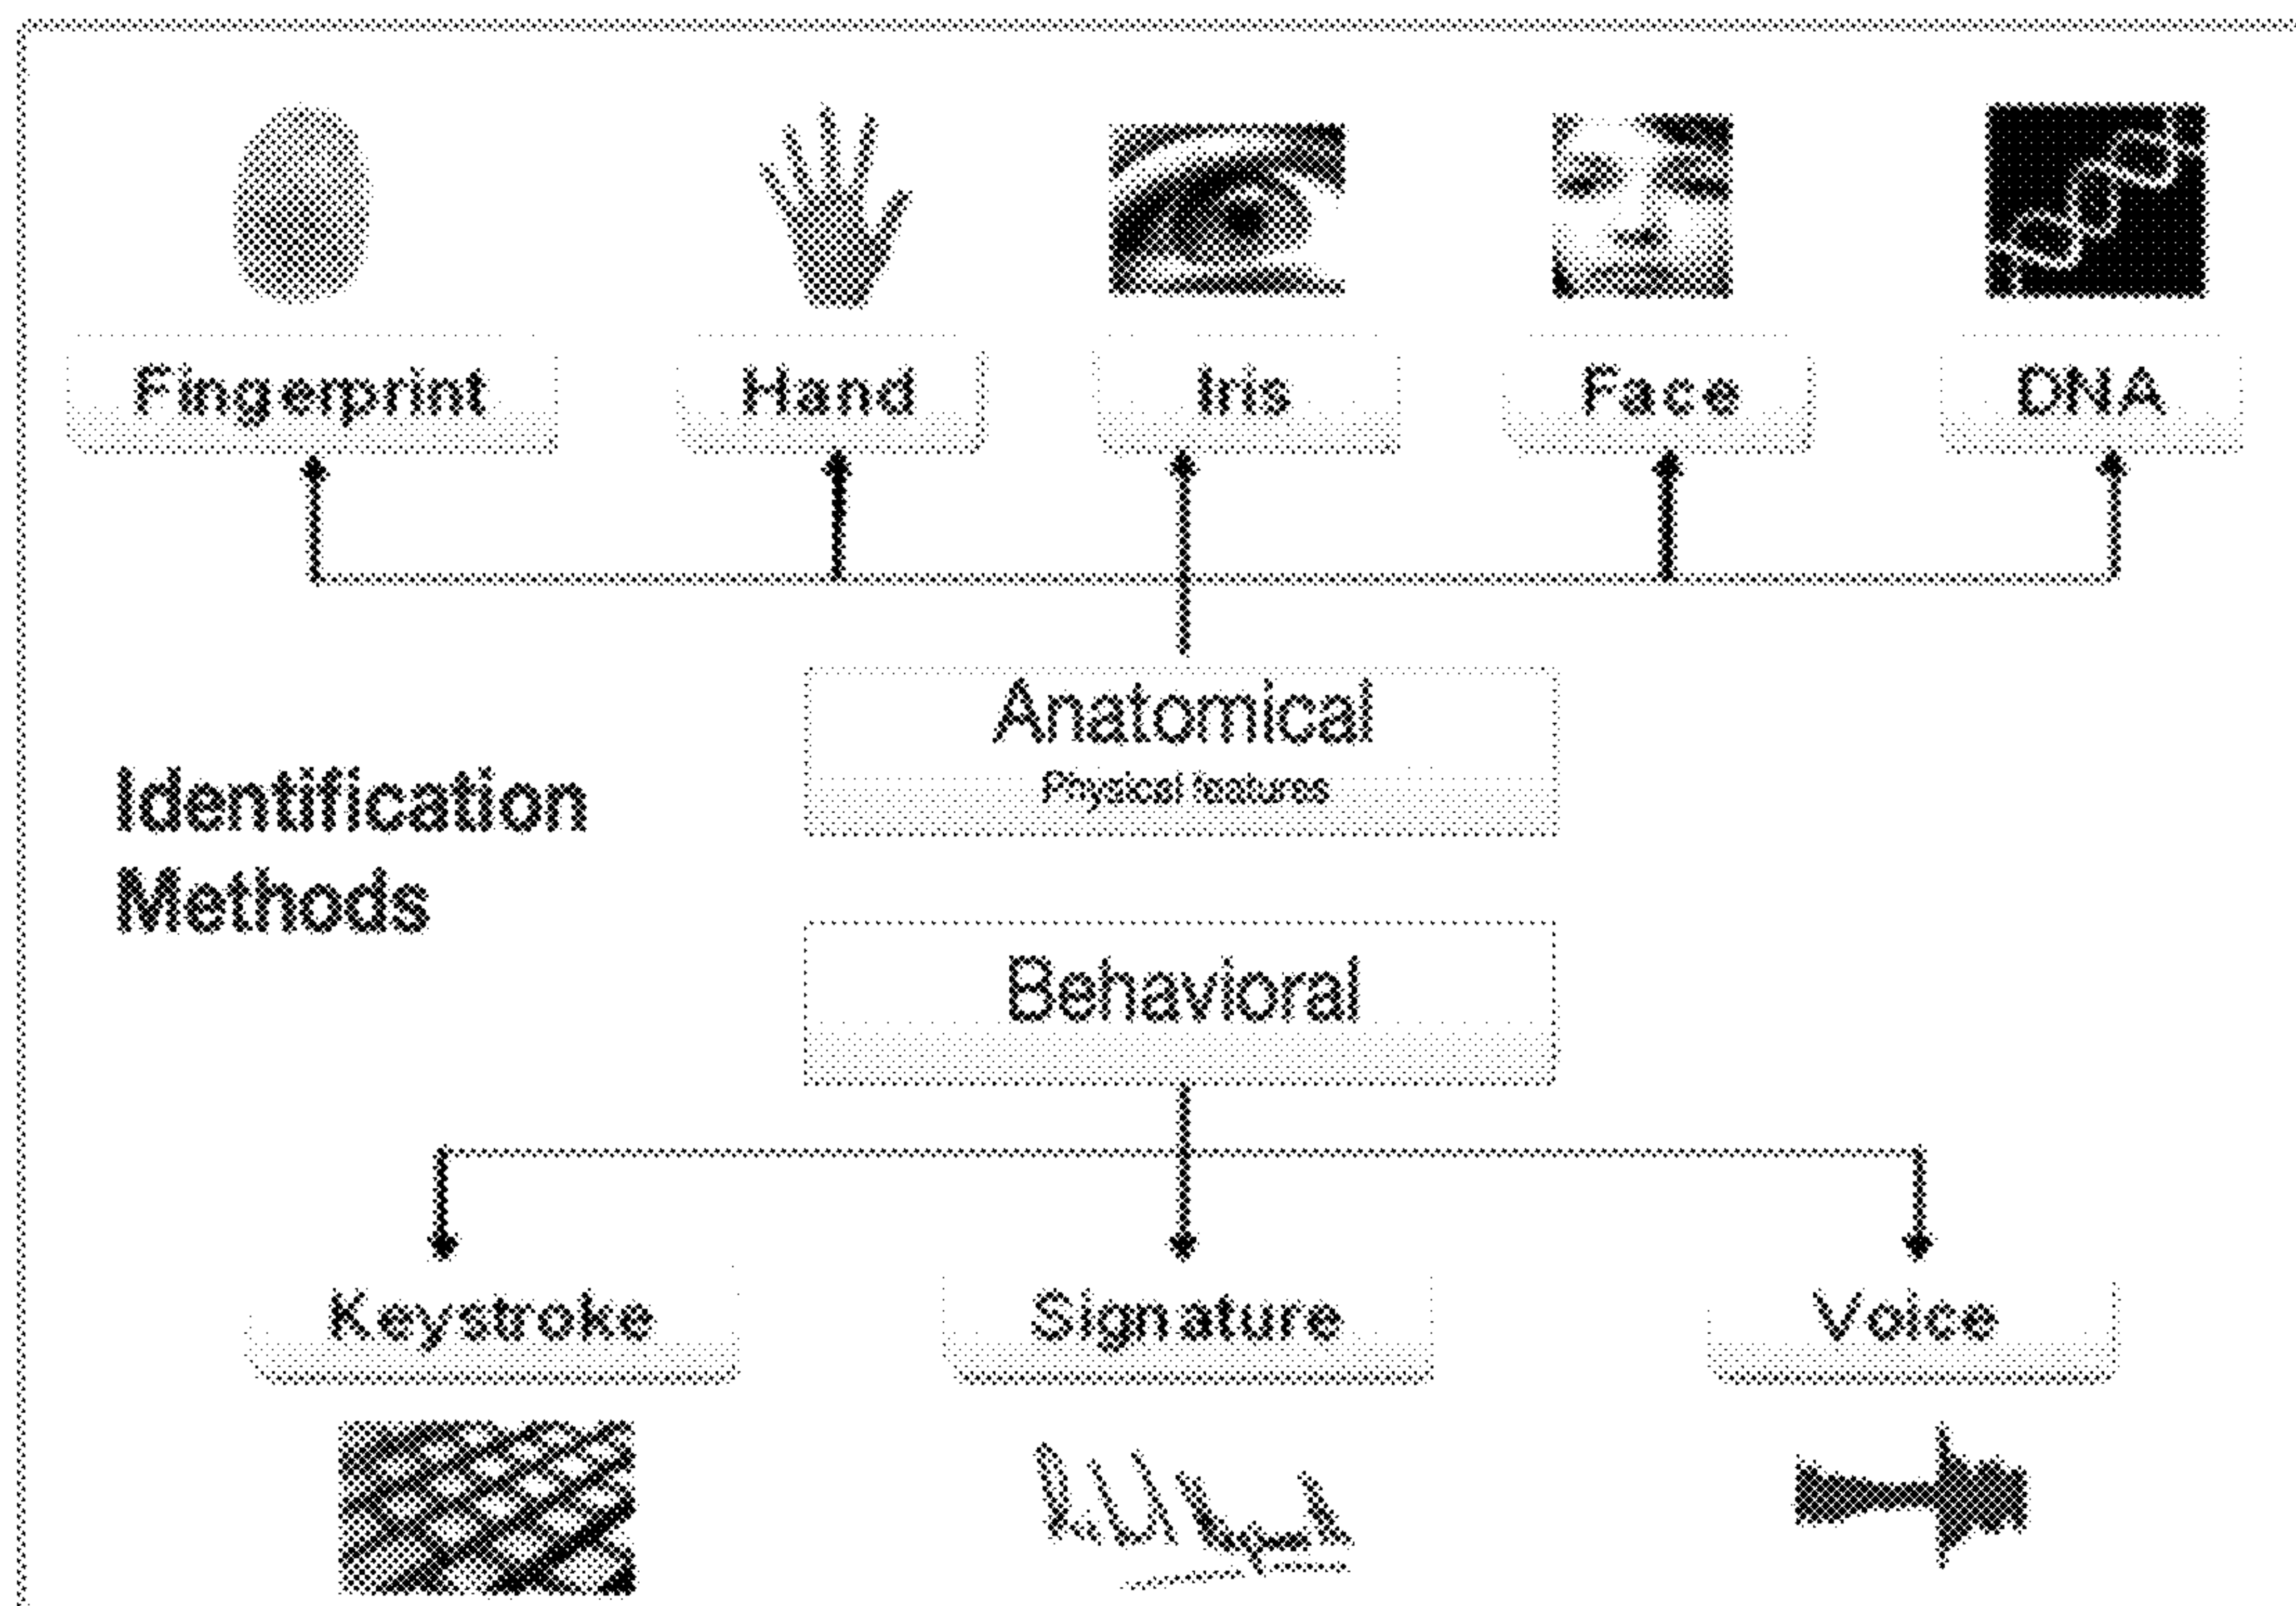 Fingerprint
Hand
Iris
Face
DNA
Anatomical
Physical features
Identification
Methods
Behavioral
Keystroke
Signature
Voice